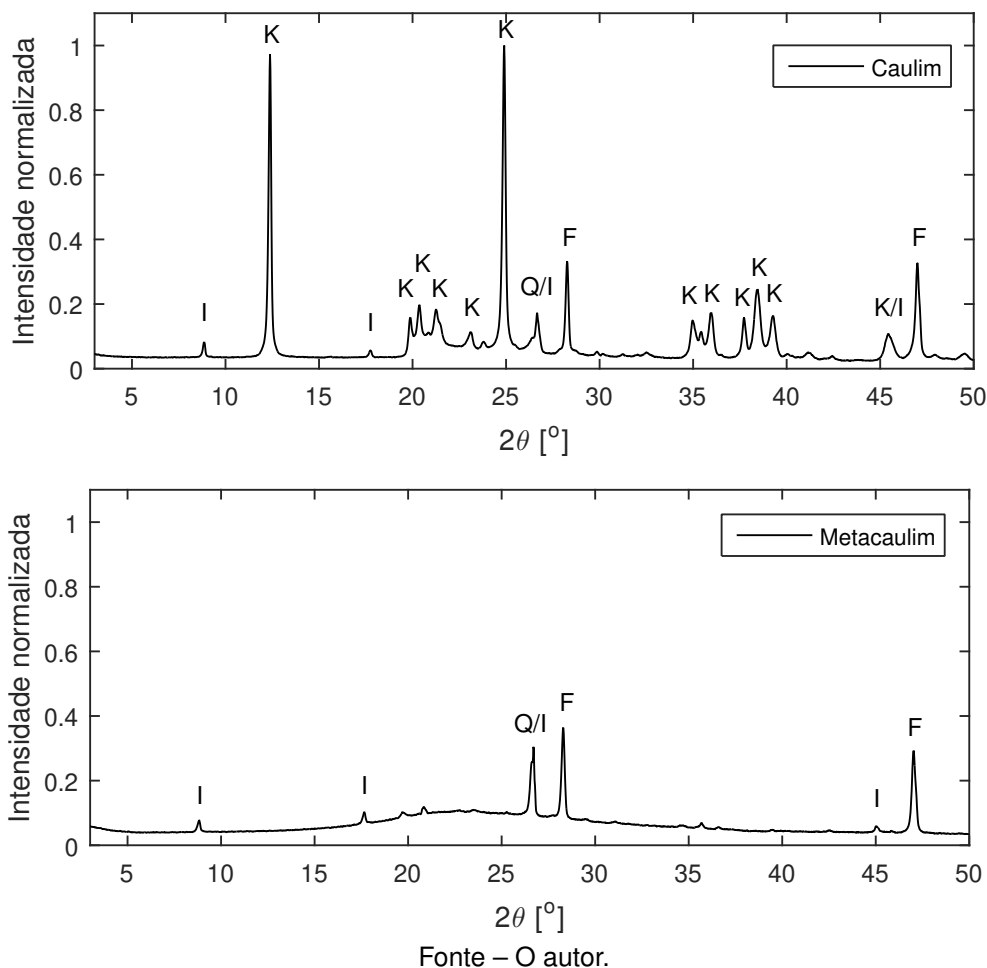 K K
1
Caulim
0.8
0.6
0.4
F F
K K
K K K Q/I K K K K K
0.2
I I K/I
0
5 10 15 20 25 30 35 40 45 50
2θ [o]
Intensidade normalizada
1
Metacaulim
0.8
0.6
0.4
F
Q/I F
0.2
I I I
0
5 10 15 20 25 30 35 40 45 50
2θ [o]
Intensidade normalizada
Fonte – O autor.